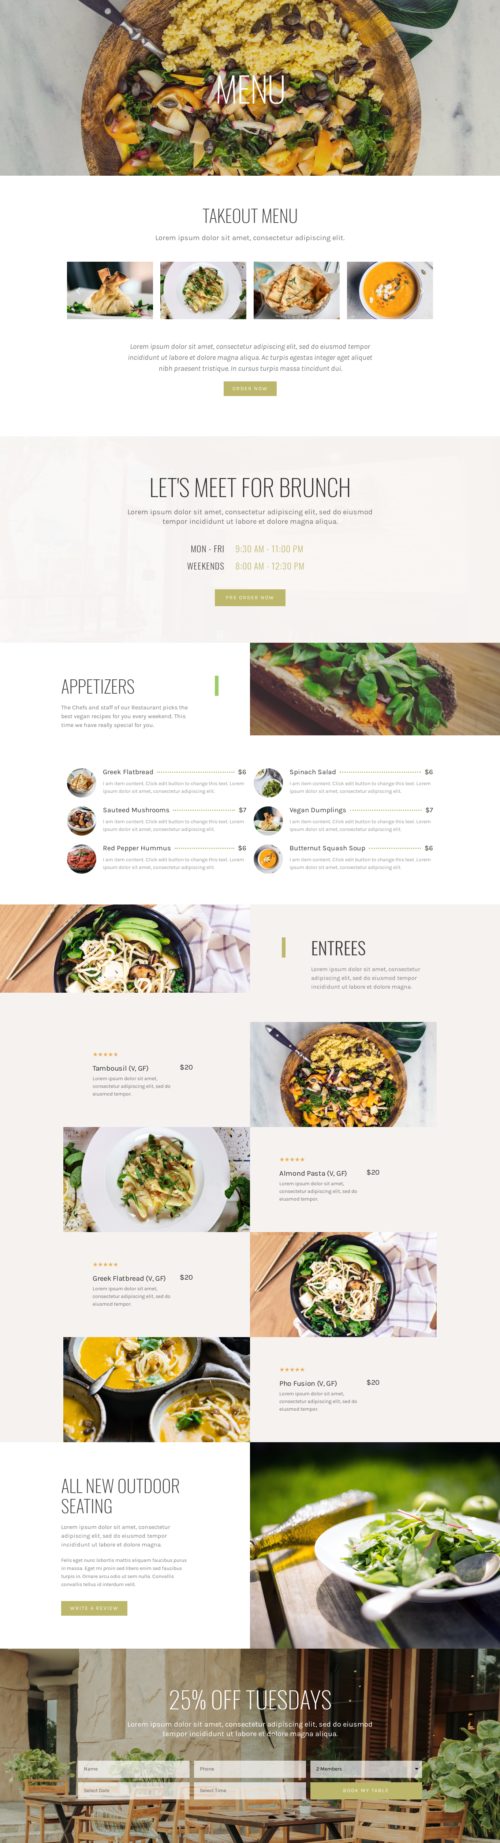 MENU
TAKEOUT MENU
Lorem ipsum dolor sit amet, consectetur adipiscing elit.
Lorem ipsum dolor sit amet, consectetur adipiscing elit, sed do eiusmod tempor
incididunt ut labore et dolore magna aliqua. Ac turpis egestas integer eget aliquet
nibh praesent tristique. In cursus turpis massa tincidunt dui.
ORDER NOW
LET'S MEET FOR BRUNCH
Lorem ipsum dolor sit amet, consectetur adipiscing elit, sed do eiusmod
tempor incididunt ut labore et dolore magna aliqua.
MON - FRI 9:30 AM - 11:00 PM
WEEKENDS 8:00 AM - 12:30 PM
PRE ORDER NOW
APPETIZERS
The Chefs and staff of our Restaurant picks the
best vegan recipes for you every weekend. This
time we have really special for you.
Greek Flatbread $6
I am item content. Click edit button to change this text. Lorem
ipsum dolor sit amet, consectetur adipiscing elit.
Spinach Salad $6
I am item content. Click edit button to change this text. Lorem
ipsum dolor sit amet, consectetur adipiscing elit.
Sauteed Mushrooms $7
I am item content. Click edit button to change this text. Lorem
ipsum dolor sit amet, consectetur adipiscing elit.
Vegan Dumplings $7
I am item content. Click edit button to change this text. Lorem
ipsum dolor sit amet, consectetur adipiscing elit.
Red Pepper Hummus $6
I am item content. Click edit button to change this text. Lorem
ipsum dolor sit amet, consectetur adipiscing elit.
Butternut Squash Soup $6
I am item content. Click edit button to change this text. Lorem
ipsum dolor sit amet, consectetur adipiscing elit.
ENTREES
Lorem ipsum dolor sit amet, consectetur
adipiscing elit, sed do eiusmod tempor
incididunt ut labore et dolore magna.
Tambousil (V, GF) $20
Lorem ipsum dolor sit amet,
consectetur adipiscing elit, sed do
eiusmod tempor.
Almond Pasta (V, GF) $20
Lorem ipsum dolor sit amet,
consectetur adipiscing elit, sed do
eiusmod tempor.
Greek Flatbread (V, GF) $20
Lorem ipsum dolor sit amet,
consectetur adipiscing elit, sed do
eiusmod tempor.
Pho Fusion (V, GF) $20
Lorem ipsum dolor sit amet,
consectetur adipiscing elit, sed do
eiusmod tempor.
ALL NEW OUTDOOR
SEATING
Lorem ipsum dolor sit amet, consectetur
adipiscing elit, sed do eiusmod tempor
incididunt ut labore et dolore magna.
Felis eget nunc lobortis mattis aliquam faucibus purus
in massa. Eget mi proin sed libero enim sed faucibus
turpis in. Ornare arcu odio ut sem nulla. Convallis
convallis tellus id interdum velit.
WRITE A REVIEW
25% OFF TUESDAYS
Lorem ipsum dolor sit amet, consectetur adipiscing elit, sed do eiusmod
tempor incididunt ut labore et dolore magna aliqua.
Name Phone 2 Members
Select Date Select Time BOOK MY TABLE